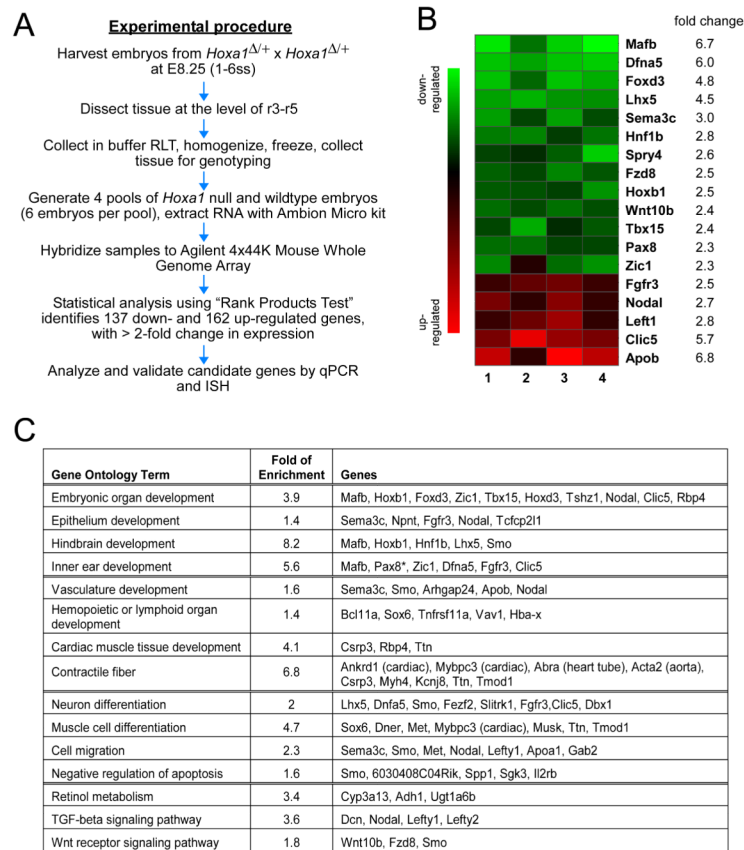 A
Experimental procedure
Harvest embryos from Hoxa1Δ/+ x Hoxa1Δ/+
at E8.25 (1-6ss)
Dissect tissue at the level of r3-r5
Collect in buffer RLT, homogenize, freeze, collect
tissue for genotyping
Generate 4 pools of Hoxa1 null and wildtype embryos
(6 embryos per pool), extract RNA with Ambion Micro kit
Hybridize samples to Agilent 4x44K Mouse Whole
Genome Array
Statistical analysis using “Rank Products Test”
identifies 137 down- and 162 up-regulated genes,
with > 2-fold change in expression
Analyze and validate candidate genes by qPCR
and ISH
B
fold change
down-
regulated
up-
regulated
Mafb 6.7
Dfna5 6.0
Foxd3 4.8
Lhx5 4.5
Sema3c 3.0
Hnf1b 2.8
Spry4 2.6
Fzd8 2.5
Hoxb1 2.5
Wnt10b 2.4
Tbx15 2.4
Pax8 2.3
Zic1 2.3
Fgfr3 2.5
Nodal 2.7
Left1 2.8
Clic5 5.7
Apob 6.8
1 2 3 4
C
Gene Ontology Term Fold of Enrichment Genes
Embryonic organ development 3.9 Mafb, Hoxb1, Foxd3, Zic1, Tbx15, Hoxd3, Tshz1, Nodal, Clic5, Rbp4
Epithelium development 1.4 Sema3c, Npnt, Fgfr3, Nodal, Tcfcp2l1
Hindbrain development 8.2 Mafb, Hoxb1, Hnf1b, Lhx5, Smo
Inner ear development 5.6 Mafb, Pax8*, Zic1, Dfna5, Fgfr3, Clic5
Vasculature development 1.6 Sema3c, Smo, Arhgap24, Apob, Nodal
Hemopoietic or lymphoid organ
development 1.4 Bcl11a, Sox6, Tnfrsf11a, Vav1, Hba-x
Cardiac muscle tissue development 4.1 Csrp3, Rbp4, Ttn
Contractile fiber 6.8 Ankrd1 (cardiac), Mybpc3 (cardiac), Abra (heart tube), Acta2 (aorta),
Csrp3, Myh4, Kcnj8, Ttn, Tmod1
Neuron differentiation 2 Lhx5, Dnfa5, Smo, Fezf2, Slitrk1, Fgfr3,Clic5, Dbx1
Muscle cell differentiation 4.7 Sox6, Dner, Met, Mybpc3 (cardiac), Musk, Ttn, Tmod1
Cell migration 2.3 Sema3c, Smo, Met, Nodal, Lefty1, Apoa1, Gab2
Negative regulation of apoptosis 1.6 Smo, 6030408C04Rik, Spp1, Sgk3, Il2rb
Retinol metabolism 3.4 Cyp3a13, Adh1, Ugt1a6b
TGF-beta signaling pathway 3.6 Dcn, Nodal, Lefty1, Lefty2
Wnt receptor signaling pathway 1.8 Wnt10b, Fzd8, Smo